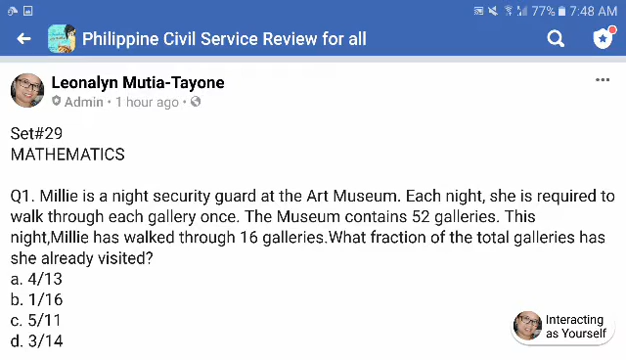 77% 7:48 AM
Philippine Civil Service Review for all
Leonalyn Mutia-Tayone
Admin • 1 hour ago •
Set#29
MATHEMATICS
Q1. Millie is a night security guard at the Art Museum. Each night, she is required to
walk through each gallery once. The Museum contains 52 galleries. This
night,Millie has walked through 16 galleries.What fraction of the total galleries has
she already visited?
a. 4/13
b. 1/16
c. 5/11
d. 3/14
Interacting
as Yourself